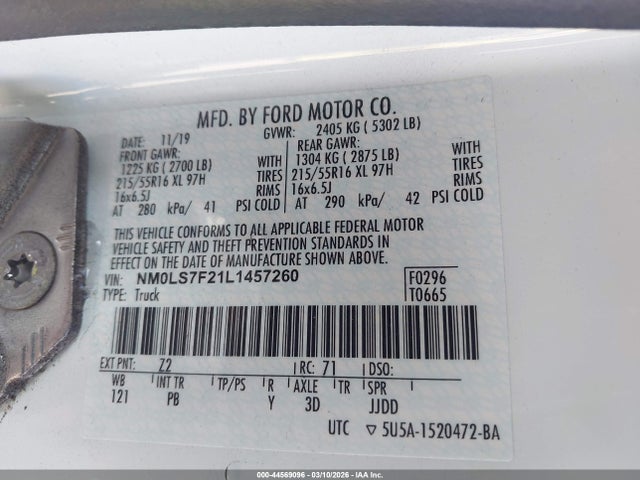 MFD. BY FORD MOTOR CO.
11/19 GVWR: 2405 KG ( 5302 LB)
FRONT GAWR: REAR GAWR:
1225 KG ( 2700 LB) WITH 1304 KG ( 2875 LB) WITH
215/55R16 XL 97H TIRES 215/55R16 XL 97H TIRES
16x6.5J RIMS 16x6.5J RIMS
AT 280 kPa/ 41 PSI COLD AT 290 kPa/ 42 PSI COLD
THIS VEHICLE CONFORMS TO ALL APPLICABLE FEDERAL MOTOR
VEHICLE SAFETY AND THEFT PREVENTION STANDARDS IN
EFFECT ON THE DATE OF MANUFACTURE SHOWN ABOVE.
VIN: NM0LS7F21L1457260 F0296
TYPE: Truck T0665
EXT PNT: Z2 RC: 71 DSO:
WB INT TR TP/PS R AXLE TR SPR
121 PB Y 3D JJDD
UTC ▽ 5U5A-1520472-BA
000-44569096 - 03/10/2026 - IAAI, Inc.